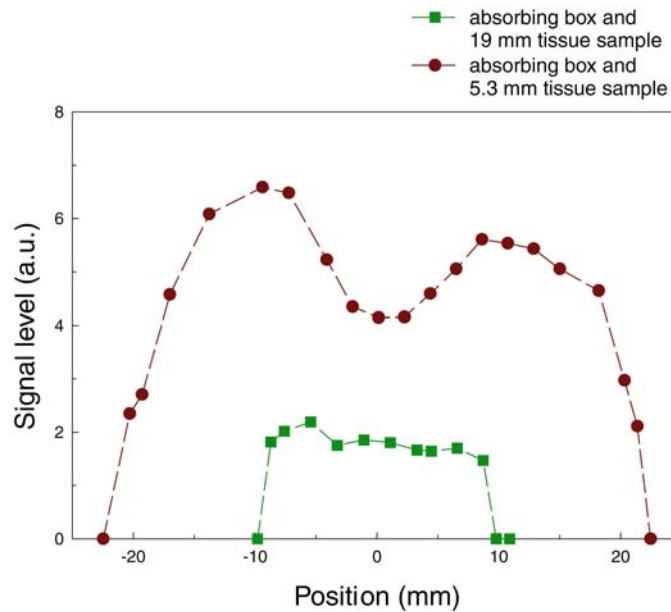 absorbing box and
19 mm tissue sample
absorbing box and
5.3 mm tissue sample
8
6
4
2
0
Signal level (a.u.)
-20
-10
0
10
20
Position (mm)